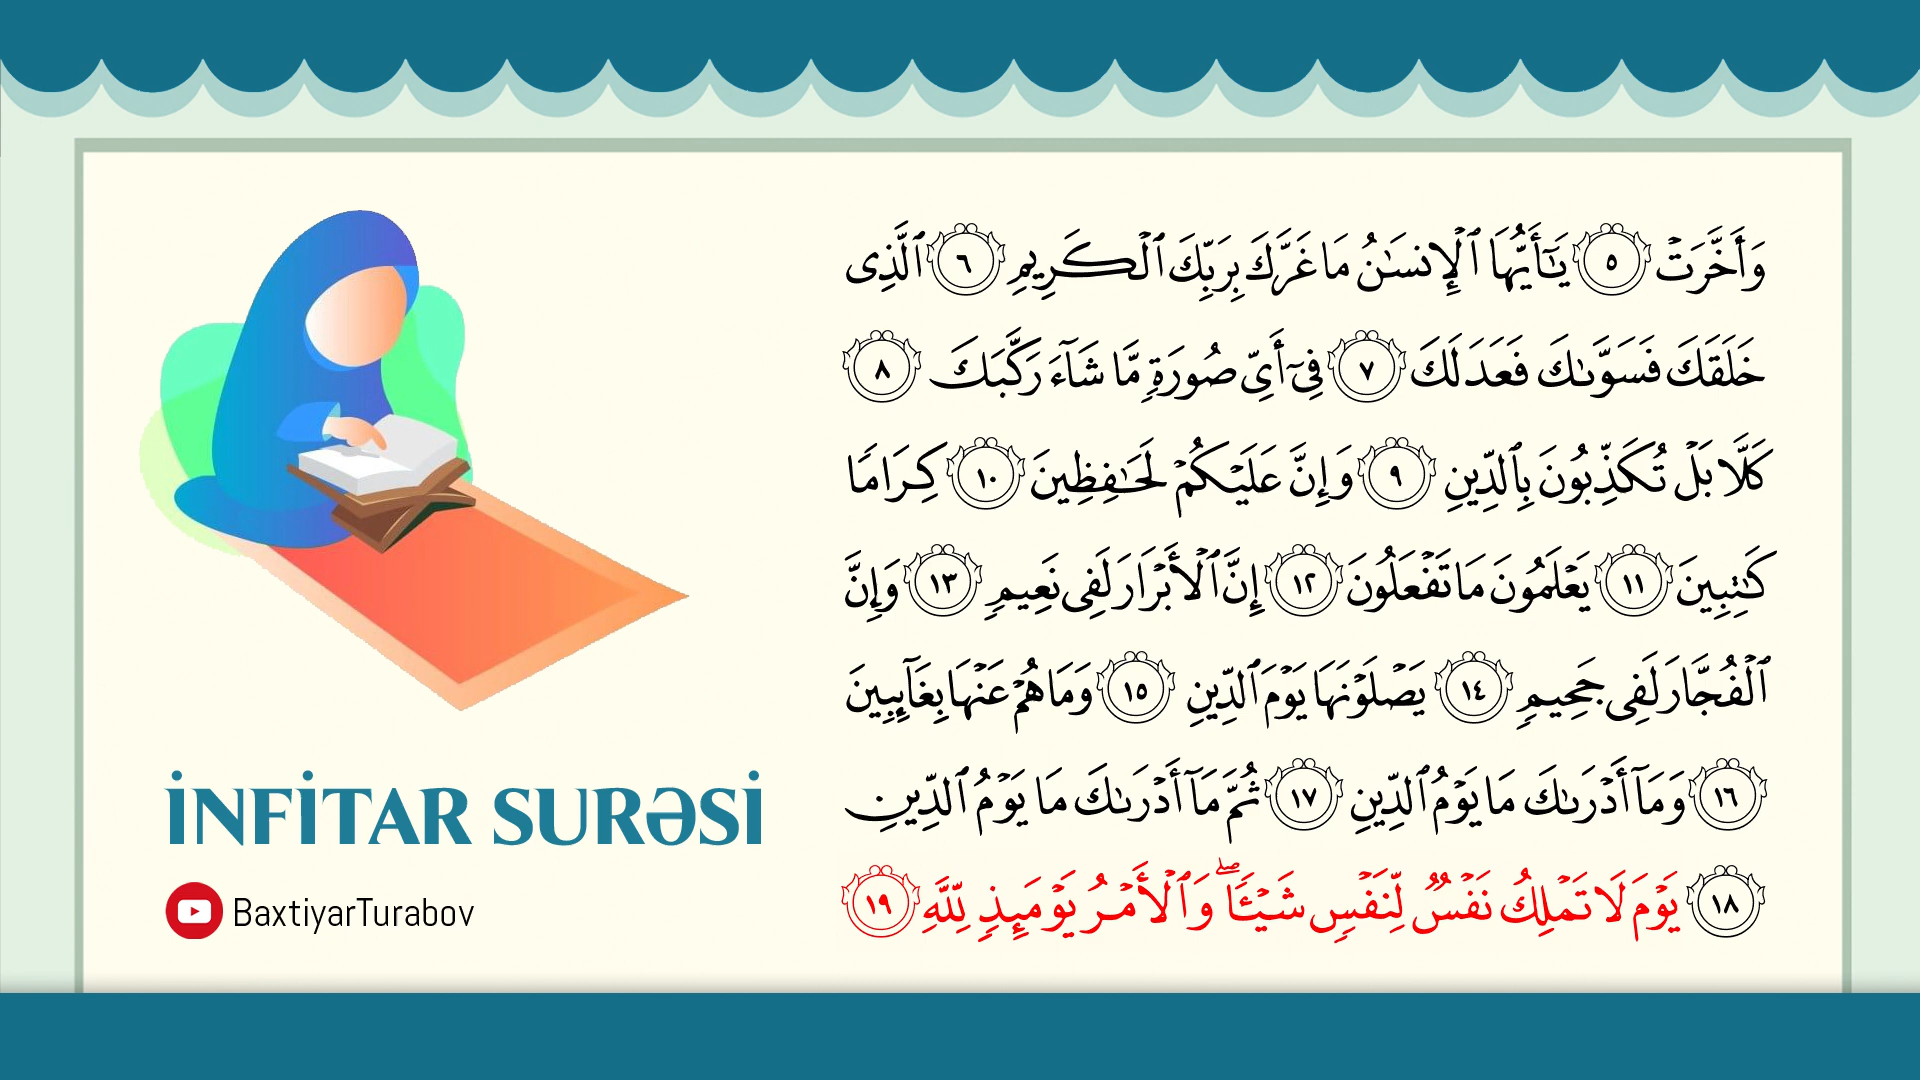 وَأَخَّرَتْ ٥ يَـٰٓأَيُّهَا ٱلْإِنسَـٰنُ مَا غَرَّكَ بِرَبِّكَ ٱلْكَرِيمِ ٦ ٱلَّذِى
خَلَقَكَ فَسَوَّىٰكَ فَعَدَلَكَ ٧ فِىٓ أَىِّ صُورَةٍ مَّا شَآءَ رَكَّبَكَ ٨
كَلَّا بَلْ تُكَذِّبُونَ بِٱلدِّينِ ٩ وَإِنَّ عَلَيْكُمْ لَحَـٰفِظِينَ ١٠ كِرَامًا
كَـٰتِبِينَ ١١ يَعْلَمُونَ مَا تَفْعَلُونَ ١٢ إِنَّ ٱلْأَبْرَارَ لَفِى نَعِيمٍ ١٣ وَإِنَّ
ٱلْفُجَّارَ لَفِى جَحِيمٍ ١٤ يَصْلَوْنَهَا يَوْمَ ٱلدِّينِ ١٥ وَمَا هُمْ عَنْهَا بِغَآئِبِينَ
١٦ وَمَآ أَدْرَىٰكَ مَا يَوْمُ ٱلدِّينِ ١٧ ثُمَّ مَآ أَدْرَىٰكَ مَا يَوْمُ ٱلدِّينِ
١٨ يَوْمَ لَا تَمْلِكُ نَفْسٌ لِّنَفْسٍ شَيْـًٔا ۖ وَٱلْأَمْرُ يَوْمَئِذٍ لِّلَّهِ ١٩
İNFİTAR SURƏSİ
BaxtiyarTurabov